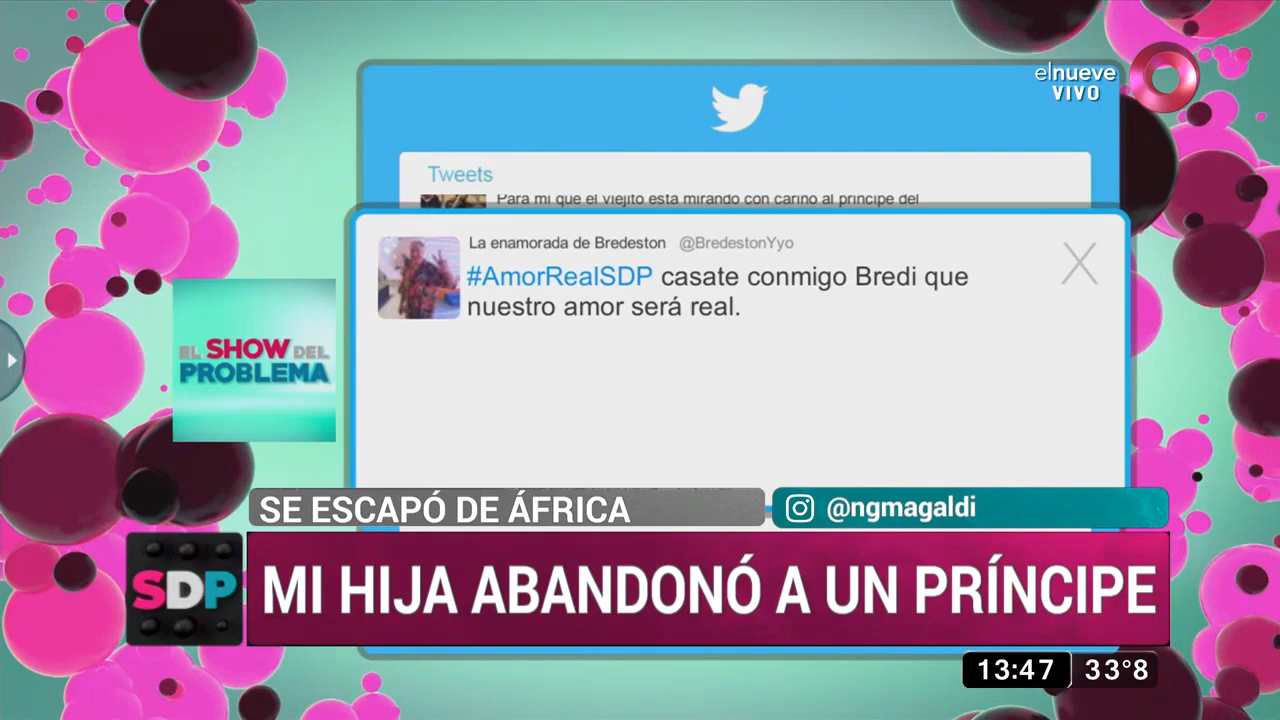 elnueve
VIVO
Tweets
Para mi que el viejito esta mirando con cariño al principe del
La enamorada de Bredeston @BredestonYyo
#AmorRealSDP casate conmigo Bredi que
nuestro amor será real.
EL SHOW DEL
PROBLEMA
SE ESCAPÓ DE ÁFRICA
@ngmagaldi
SDP
MI HIJA ABANDONÓ A UN PRÍNCIPE
13:47 33°8